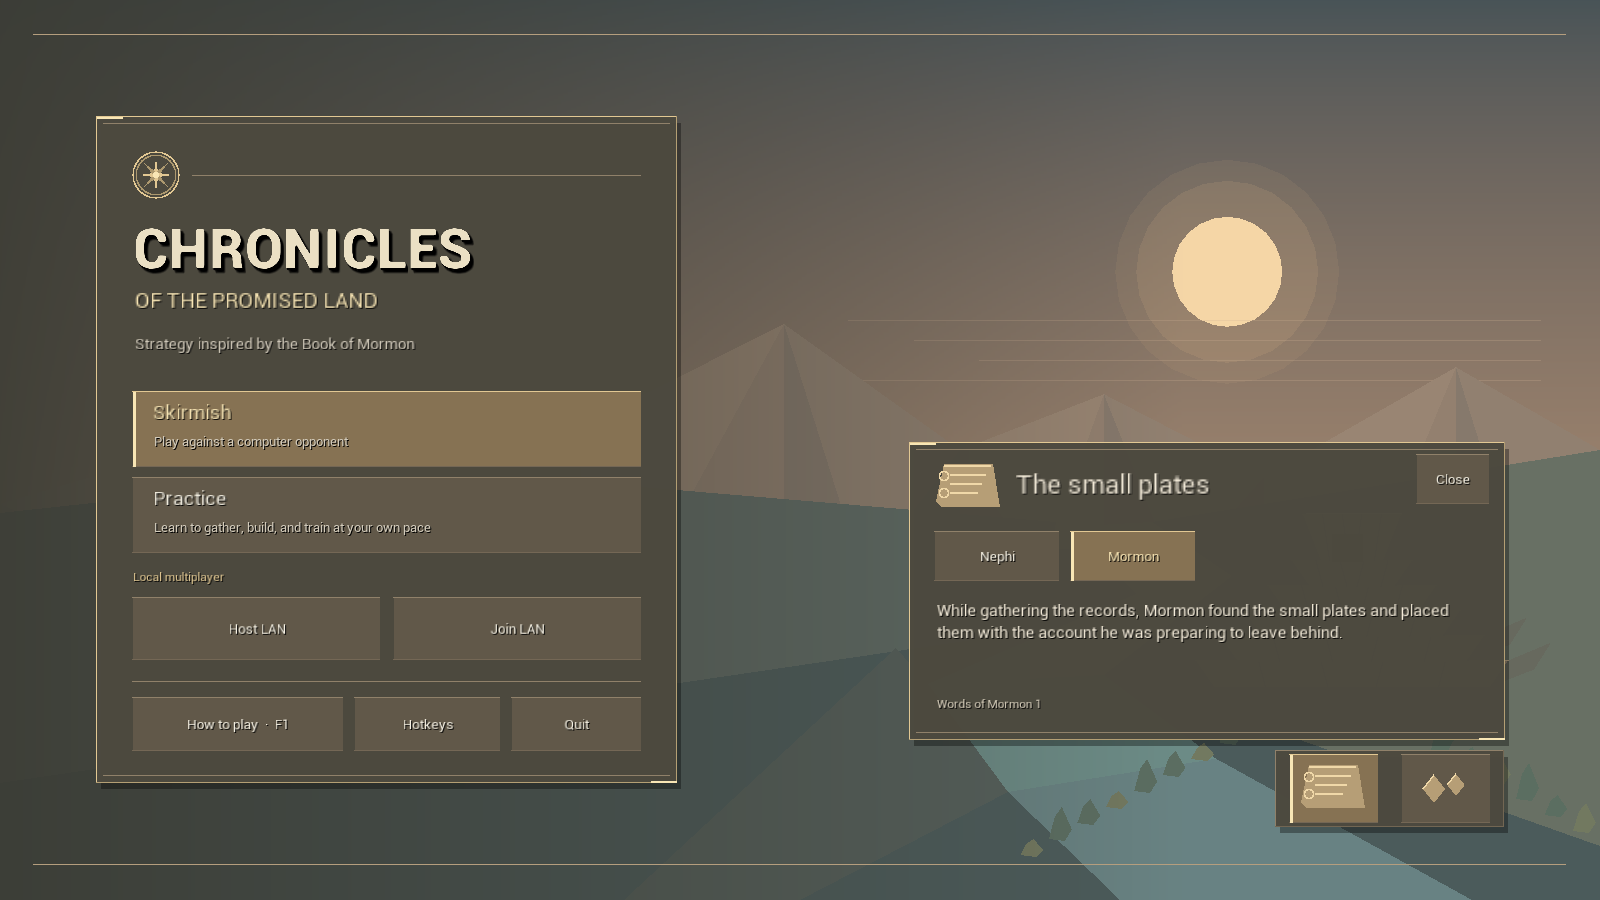 CHRONICLES
OF THE PROMISED LAND
Strategy inspired by the Book of Mormon
Skirmish
Play against a computer opponent
Practice
Learn to gather, build, and train at your own pace
Local multiplayer
Host LAN
Join LAN
How to play · F1
Hotkeys
Quit
The small plates
Close
Nephi
Mormon
While gathering the records, Mormon found the small plates and placed
them with the account he was preparing to leave behind.
Words of Mormon 1